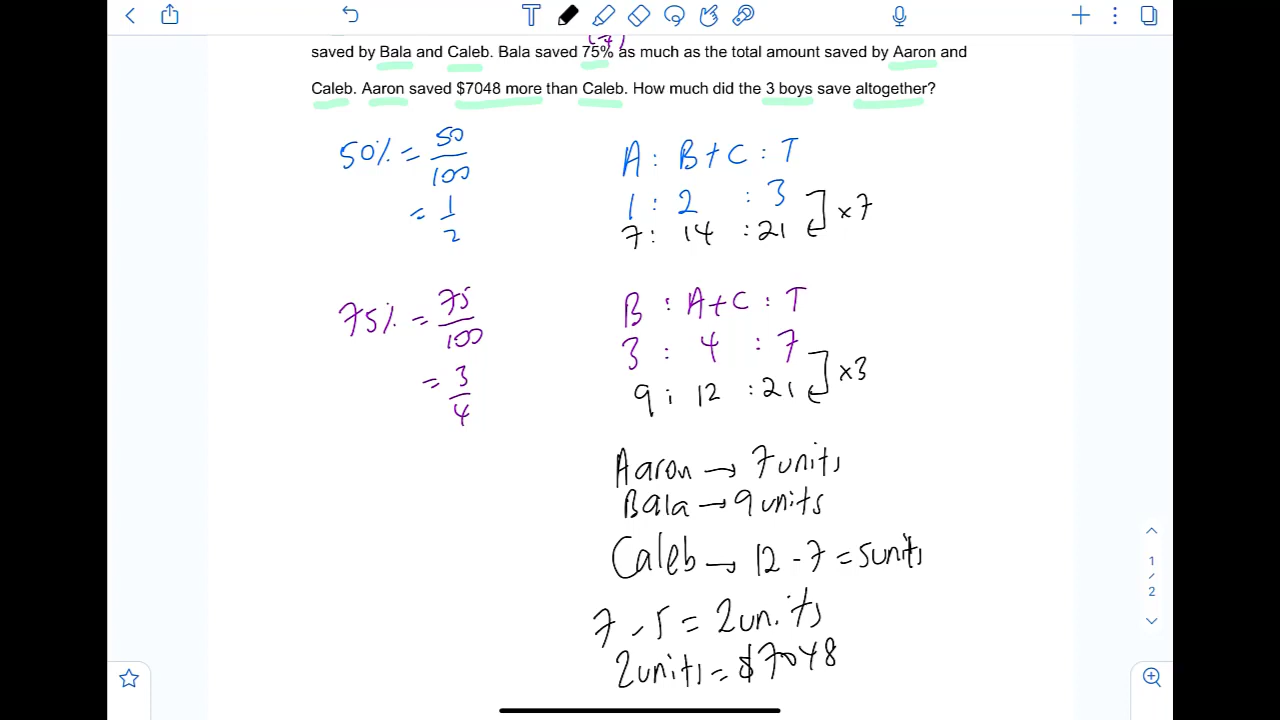 saved by Bala and Caleb. Bala saved 75% as much as the total amount saved by Aaron and
Caleb. Aaron saved $7048 more than Caleb. How much did the 3 boys save altogether?
50% = 50/100
= 1/2
A : B+C : T
1 : 2 : 3
7 : 14 : 21 ×7
75% = 75/100
= 3/4
B : A+C : T
3 : 4 : 7
9 : 12 : 21 ×3
Aaron → 7 units
Bala → 9 units
Caleb → 12 - 7 = 5 units
7 - 5 = 2 units
2 units = $7048
1
/
2